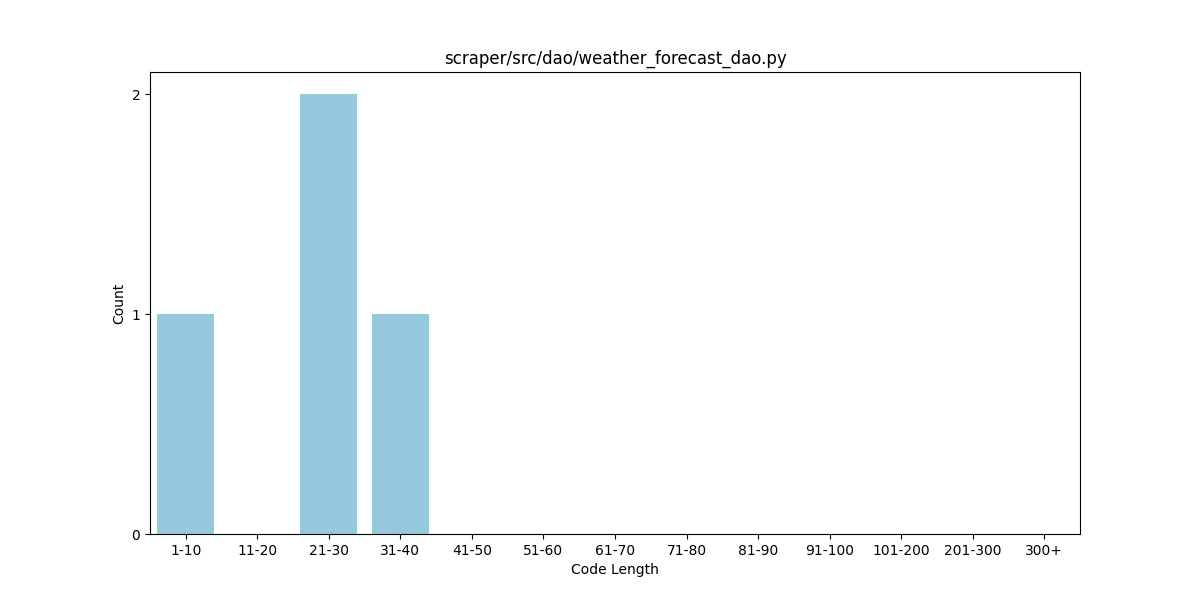 scraper/src/dao/weather_forecast_dao.py
2
1
0
Count
1-10 11-20 21-30 31-40 41-50 51-60 61-70 71-80 81-90 91-100 101-200 201-300 300+
Code Length